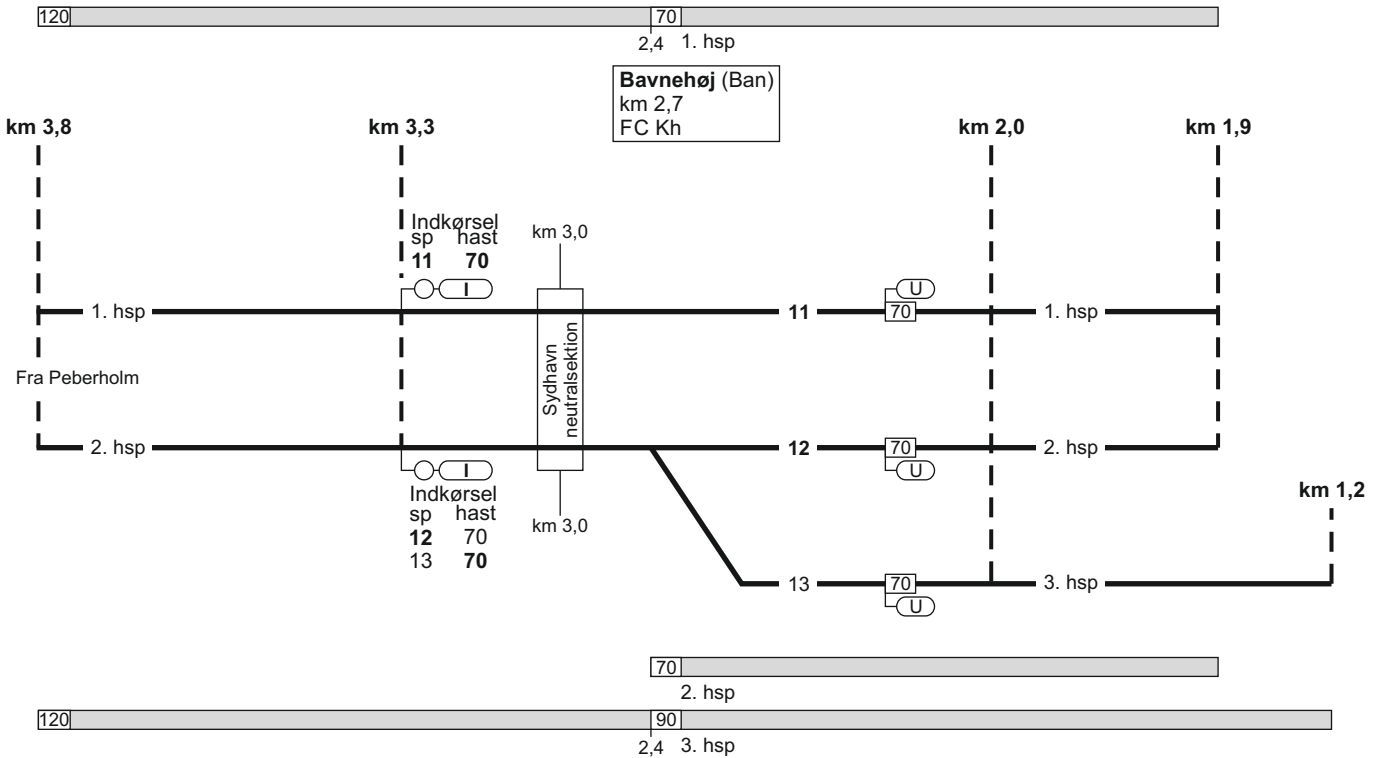 120
70
2,4 1. hsp
Bavnehøj (Ban)
km 2,7
FC Kh
km 3,8
km 3,3
km 2,0
km 1,9
Indkørsel
sp hast
11 70
km 3,0
I
U
1. hsp
11
70
1. hsp
Fra Peberholm
Sydhavn
neutralsektion
2. hsp
12
70
2. hsp
I
U
Indkørsel
sp hast
12 70
13 70
km 3,0
km 1,2
13
70
3. hsp
U
70
2. hsp
120
90
2,4 3. hsp